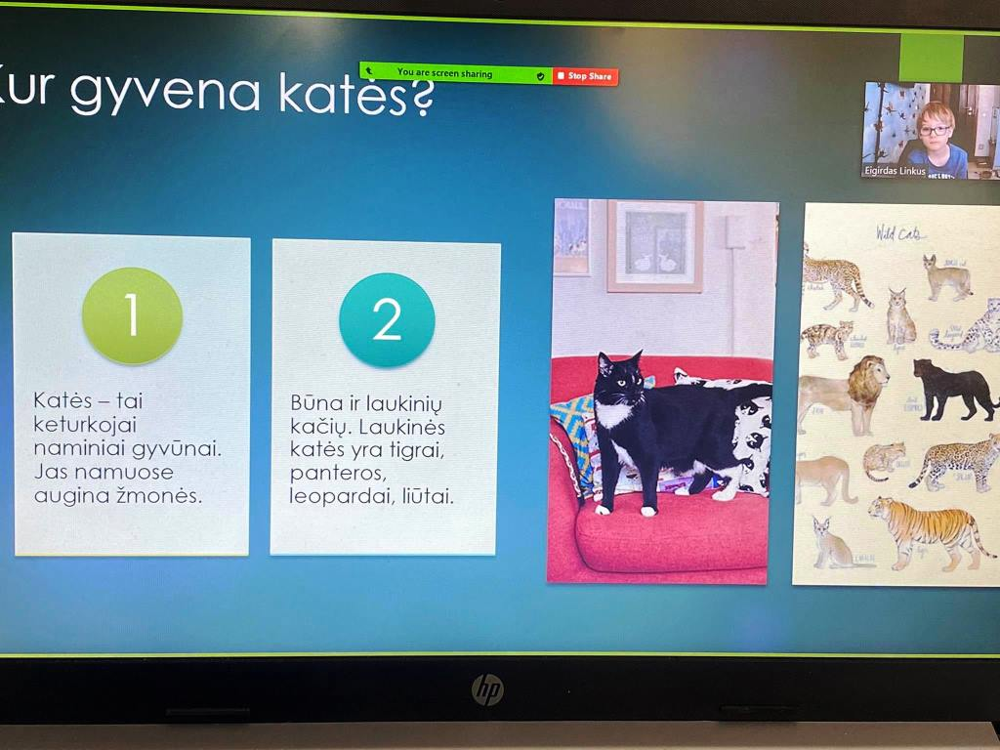 Kur gyvena katės?
You are screen sharing
Stop Share
Eigirdas Linkus
1
Katės – tai
keturkojai
naminiai gyvūnai.
Jas namuose
augina žmonės.
2
Būna ir laukinių
kačių. Laukinės
katės yra tigrai,
panteros,
leopardai, liūtai.
Wild Cats
hp